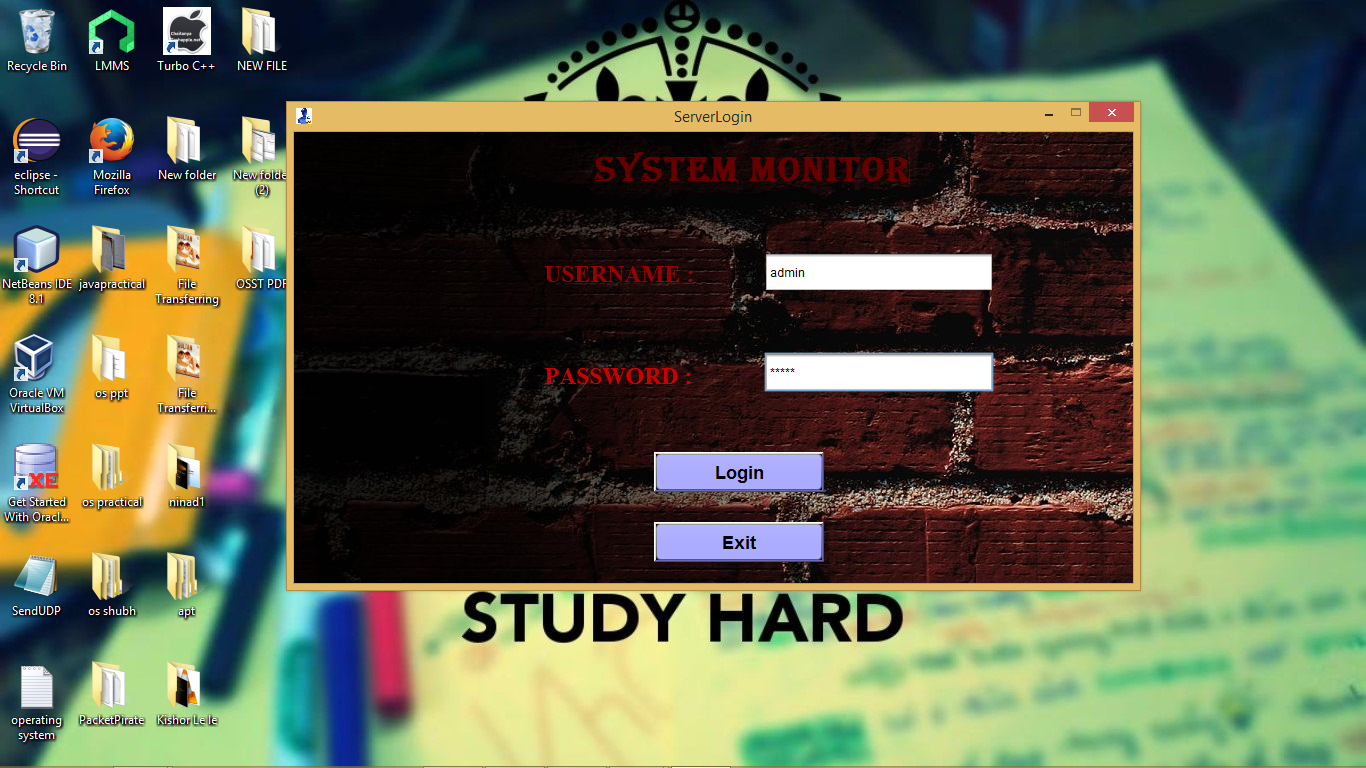 Recycle Bin
LMMS
Turbo C++
NEW FILE
eclipse -
Shortcut
Mozilla
Firefox
New folder
New folde
(2)
NetBeans IDE
8.1
javapractical
File
Transferring
OSST PDF
Oracle VM
VirtualBox
os ppt
File
Transferri...
Get Started
With Oracl...
os practical
ninad1
SendUDP
os shubh
apt
operating
system
PacketPirate
Kishor Le le
ServerLogin
SYSTEM MONITOR
USERNAME :
admin
PASSWORD :
*****
Login
Exit
STUDY HARD